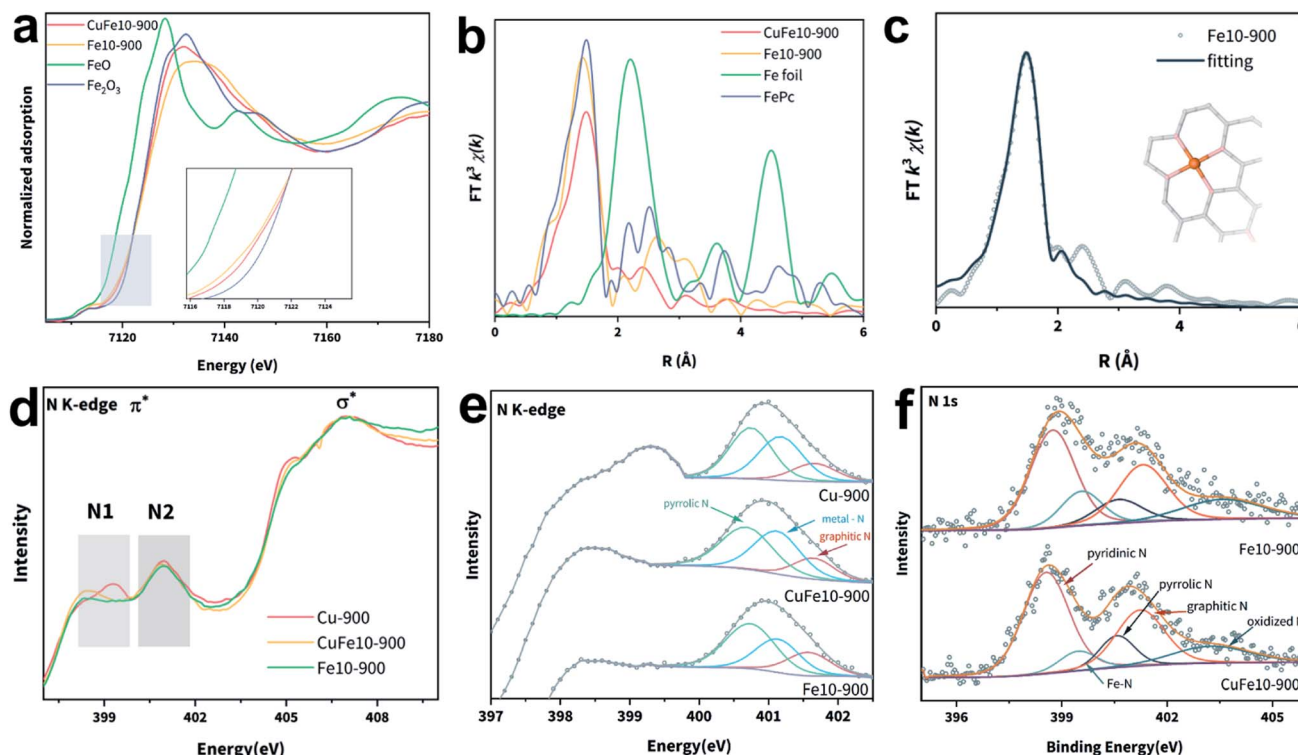 a
CuFe10-900
Fe10-900
FeO
Fe₂O₃
Normalized adsorption
7116 7118 7120 7122 7124
7120 7140 7160 7180
Energy (eV)
b
CuFe10-900
Fe10-900
Fe foil
FePc
FT k³ χ(k)
0 2 4 6
R (Å)
c
Fe10-900
fitting
FT k³ χ(k)
0 2 4 6
R (Å)
d
N K-edge π*
σ*
N1 N2
Cu-900
CuFe10-900
Fe10-900
Intensity
399 402 405 408
Energy(eV)
e
N K-edge
Cu-900
pyrrolic N
metal - N
graphitic N
CuFe10-900
Fe10-900
Intensity
397 398 399 400 401 402
Energy(eV)
f
N 1s
Fe10-900
pyridinic N
pyrrolic N
graphitic N
oxidized
Fe-N
CuFe10-900
Intensity
396 399 402 405
Binding Energy(eV)